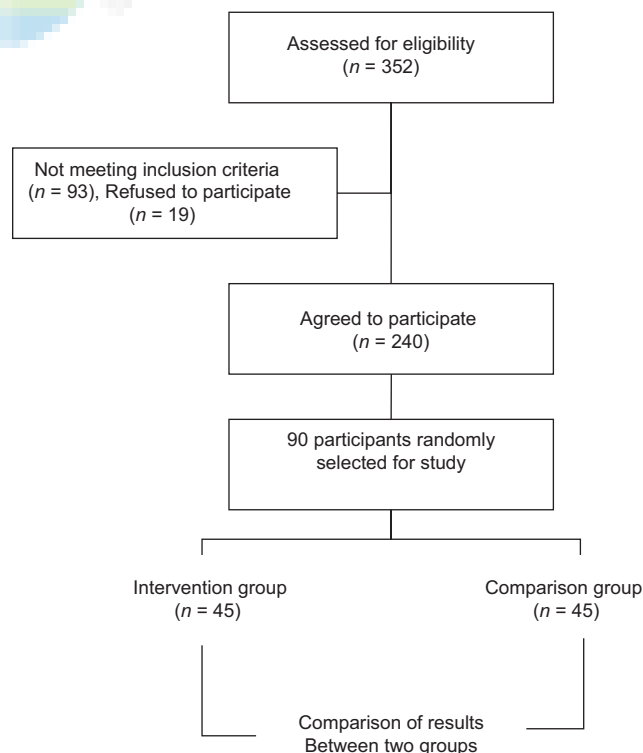 Assessed for eligibility
(n = 352)
Not meeting inclusion criteria
(n = 93), Refused to participate
(n = 19)
Agreed to participate
(n = 240)
90 participants randomly
selected for study
Intervention group
(n = 45)
Comparison group
(n = 45)
Comparison of results
Between two groups